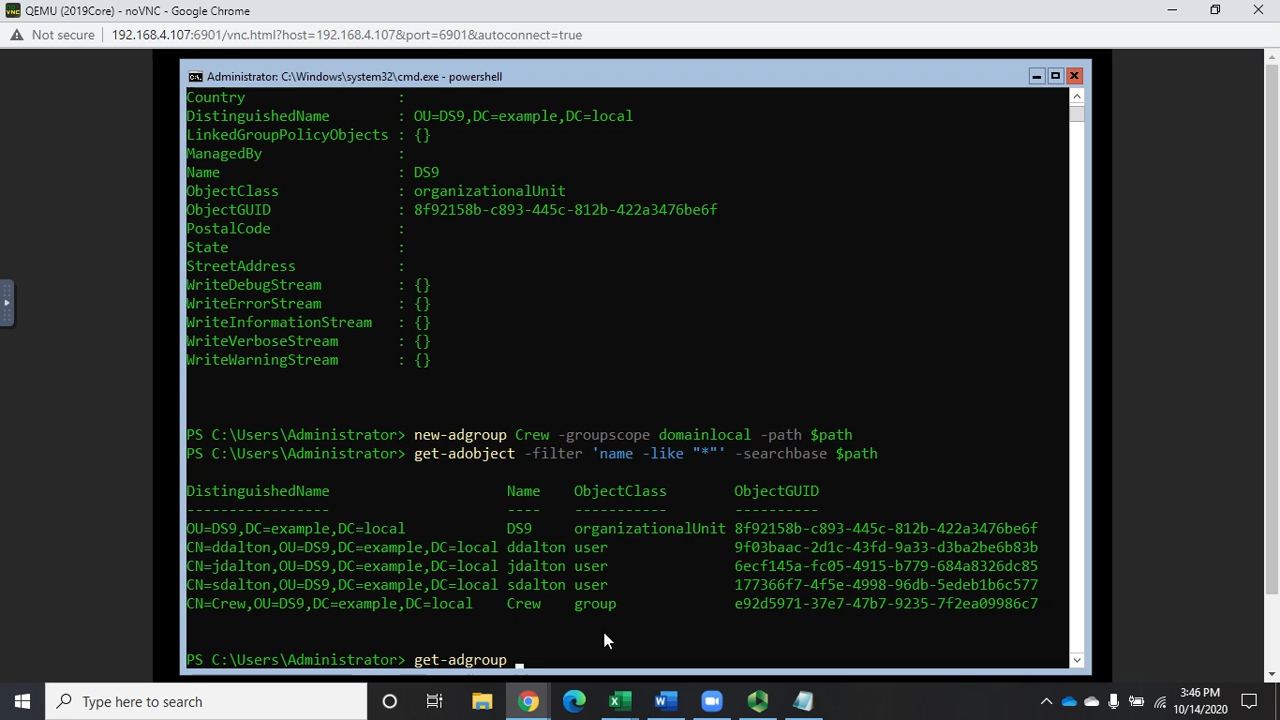 QEMU (2019Core) - noVNC - Google Chrome
Not secure 192.168.4.107:6901/vnc.html?host=192.168.4.107&port=6901&autoconnect=true
Administrator: C:\Windows\system32\cmd.exe - powershell
Country :
DistinguishedName : OU=DS9,DC=example,DC=local
LinkedGroupPolicyObjects : {}
ManagedBy :
Name : DS9
ObjectClass : organizationalUnit
ObjectGUID : 8f92158b-c893-445c-812b-422a3476be6f
PostalCode :
State :
StreetAddress :
WriteDebugStream : {}
WriteErrorStream : {}
WriteInformationStream : {}
WriteVerboseStream : {}
WriteWarningStream : {}
PS C:\Users\Administrator> new-adgroup Crew -groupscope domainlocal -path $path
PS C:\Users\Administrator> get-adobject -filter 'name -like "*"' -searchbase $path
DistinguishedName Name ObjectClass ObjectGUID
----------------- ---- ----------- ----------
OU=DS9,DC=example,DC=local DS9 organizationalUnit 8f92158b-c893-445c-812b-422a3476be6f
CN=ddalton,OU=DS9,DC=example,DC=local ddalton user 9f03baac-2d1c-43fd-9a33-d3ba2be6b83b
CN=jdalton,OU=DS9,DC=example,DC=local jdalton user 6ecf145a-fc05-4915-b779-684a8326dc85
CN=sdalton,OU=DS9,DC=example,DC=local sdalton user 177366f7-4f5e-4998-96db-5edeb1b6c577
CN=Crew,OU=DS9,DC=example,DC=local Crew group e92d5971-37e7-47b7-9235-7f2ea09986c7
PS C:\Users\Administrator> get-adgroup _
Type here to search
3:46 PM
10/14/2020